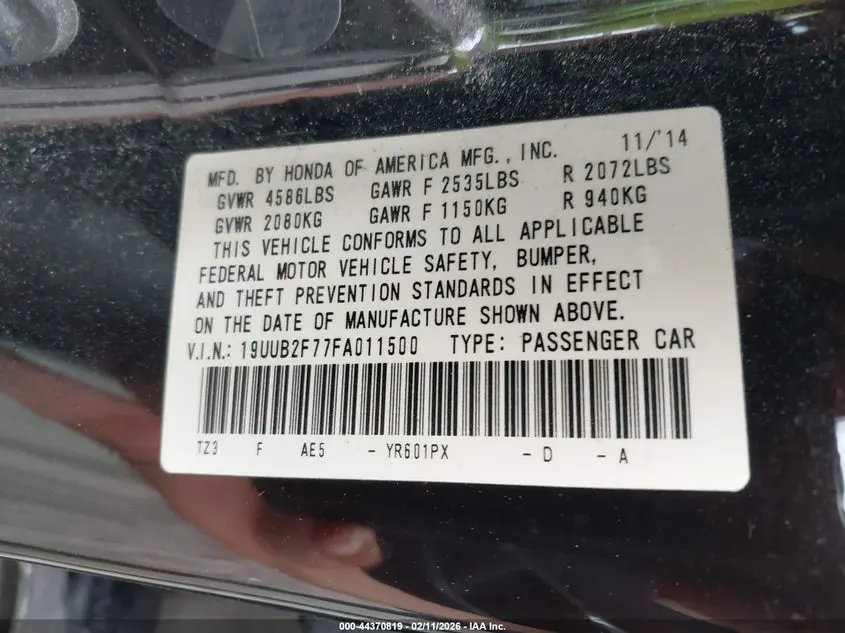 MFD. BY HONDA OF AMERICA MFG., INC. 11/'14
GVWR 4586LBS GAWR F 2535LBS R 2072LBS
GVWR 2080KG GAWR F 1150KG R 940KG
THIS VEHICLE CONFORMS TO ALL APPLICABLE
FEDERAL MOTOR VEHICLE SAFETY, BUMPER,
AND THEFT PREVENTION STANDARDS IN EFFECT
ON THE DATE OF MANUFACTURE SHOWN ABOVE.
V.I.N.: 19UUB2F77FA011500 TYPE: PASSENGER CAR
TZ3 F AE5 - YR601PX - D - A
000-44370819 - 02/11/2026 - IAA Inc.